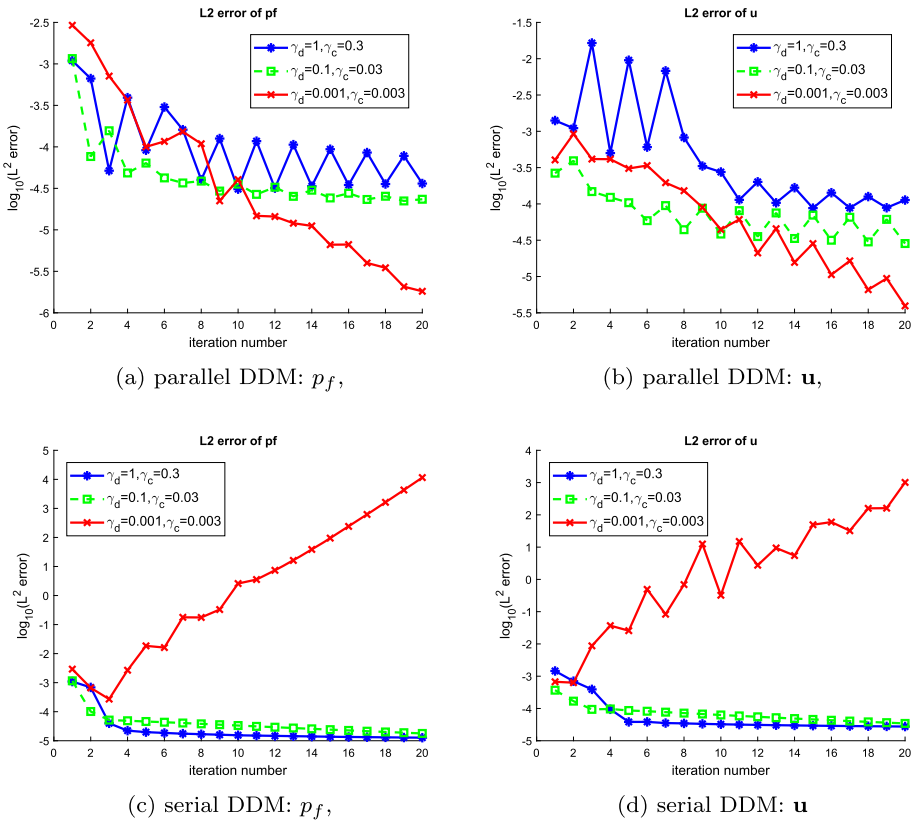 L2 error of pf
γd=1,γc=0.3
γd=0.1,γc=0.03
γd=0.001,γc=0.003
log10(L2 error)
-2.5
-3
-3.5
-4
-4.5
-5
-5.5
-6
0 2 4 6 8 10 12 14 16 18 20
iteration number
(a) parallel DDM: pf,
L2 error of u
γd=1,γc=0.3
γd=0.1,γc=0.03
γd=0.001,γc=0.003
log10(L2 error)
-1.5
-2
-2.5
-3
-3.5
-4
-4.5
-5
-5.5
0 2 4 6 8 10 12 14 16 18 20
iteration number
(b) parallel DDM: u,
L2 error of pf
γd=1,γc=0.3
γd=0.1,γc=0.03
γd=0.001,γc=0.003
log10(L2 error)
5
4
3
2
1
0
-1
-2
-3
-4
-5
0 2 4 6 8 10 12 14 16 18 20
iteration number
(c) serial DDM: pf,
L2 error of u
γd=1,γc=0.3
γd=0.1,γc=0.03
γd=0.001,γc=0.003
log10(L2 error)
4
3
2
1
0
-1
-2
-3
-4
-5
0 2 4 6 8 10 12 14 16 18 20
iteration number
(d) serial DDM: u